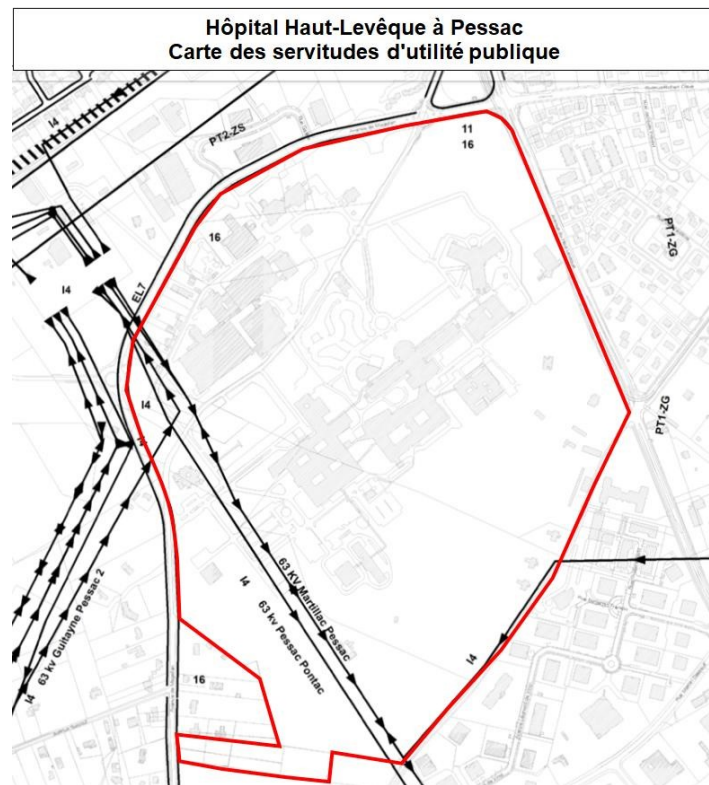 Hôpital Haut-Levêque à Pessac
Carte des servitudes d'utilité publique
I4
PT2-ZS
11
16
16
PT1-ZG
I4
EL7
I4
PT1-ZG
63 KV Martillac Pessac
I4
63 kv Pessac Pontac
63 kv Guitayne Pessac 2
I4
I4
16